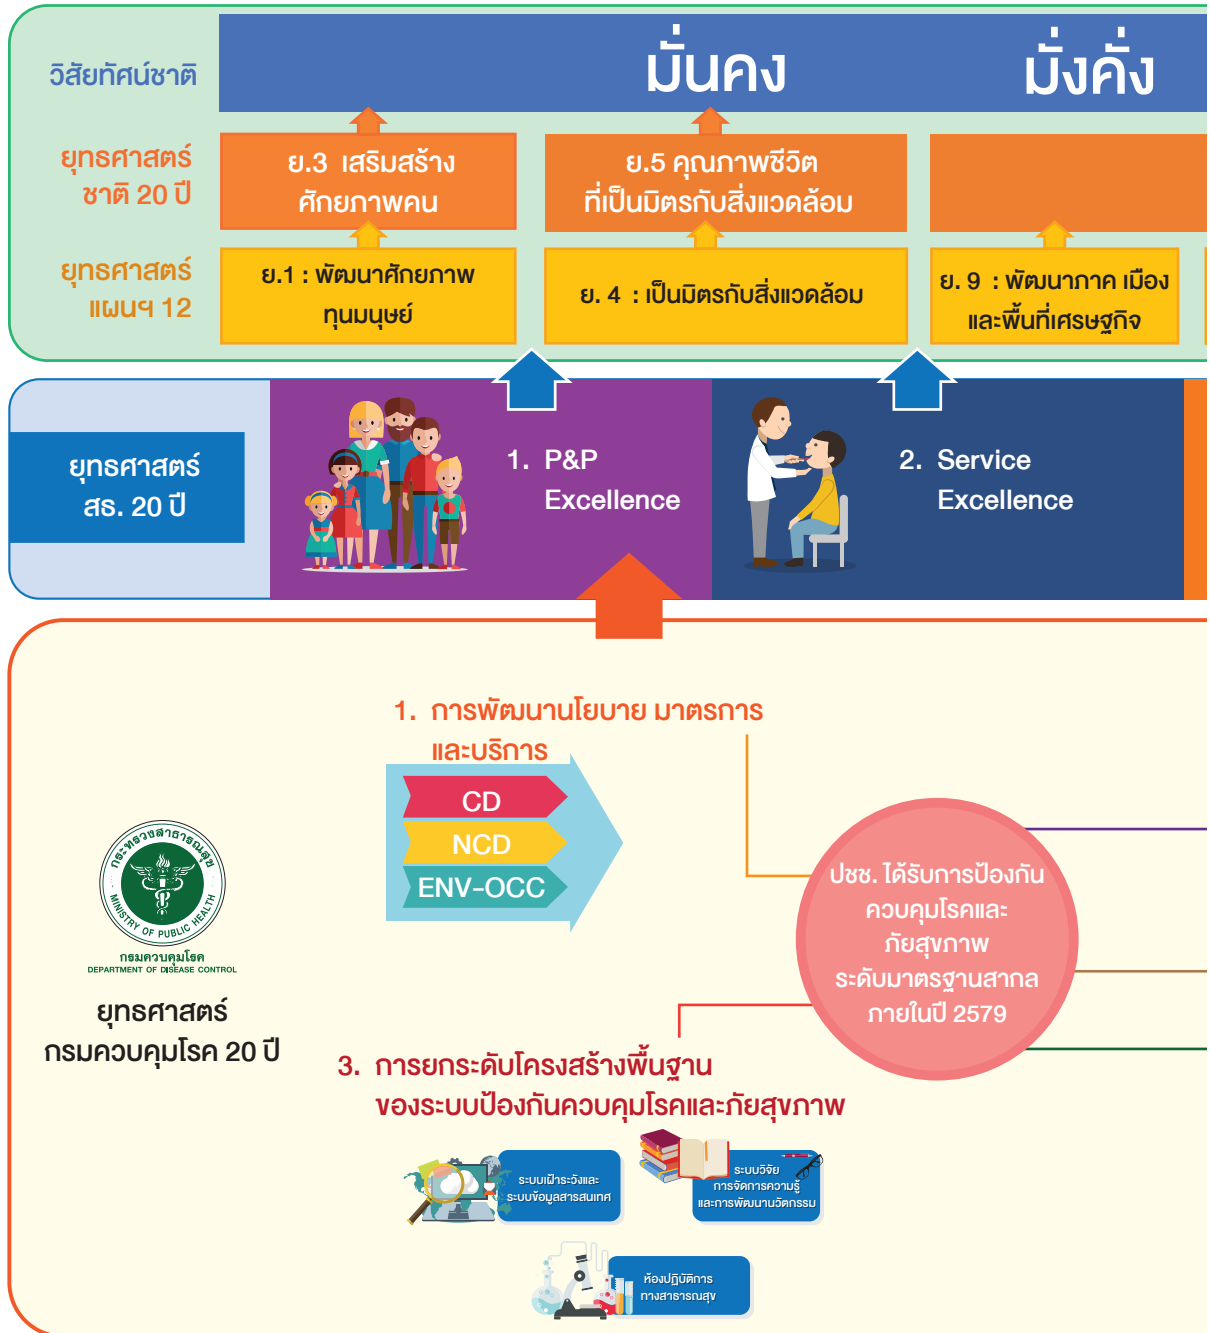 วิสัยทัศน์ชาติ
มั่นคง
มั่งคั่ง
ยุทธศาสตร์
ชาติ 20 ปี
ย.3 เสริมสร้าง
ศักยภาพคน
ย.5 คุณภาพชีวิต
ที่เป็นมิตรกับสิ่งแวดล้อม
ยุทธศาสตร์
แผนฯ 12
ย.1 : พัฒนาศักยภาพ
ทุนมนุษย์
ย. 4 : เป็นมิตรกับสิ่งแวดล้อม
ย. 9 : พัฒนาภาค เมือง
และพื้นที่เศรษฐกิจ
ยุทธศาสตร์
สธ. 20 ปี
1. P&P
Excellence
2. Service
Excellence
1. การพัฒนานโยบาย มาตรการ
และบริการ
CD
NCD
ENV-OCC
กระทรวงสาธารณสุข
MINISTRY OF PUBLIC HEALTH
กรมควบคุมโรค
DEPARTMENT OF DISEASE CONTROL
ยุทธศาสตร์
กรมควบคุมโรค 20 ปี
ปชช. ได้รับการป้องกัน
ควบคุมโรคและ
ภัยสุขภาพ
ระดับมาตรฐานสากล
ภายในปี 2579
3. การยกระดับโครงสร้างพื้นฐาน
ของระบบป้องกันควบคุมโรคและภัยสุขภาพ
ระบบเฝ้าระวังและ
ระบบข้อมูลสารสนเทศ
ระบบวิจัย
การจัดการความรู้
และการพัฒนานวัตกรรม
ห้องปฏิบัติการ
ทางสาธารณสุข